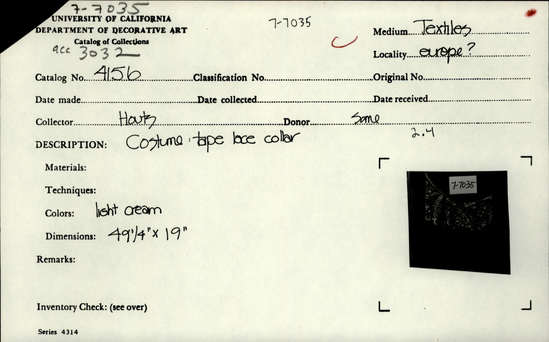 7-7035
UNIVERSITY OF CALIFORNIA
DEPARTMENT OF DECORATIVE ART
Catalog of Collections
acc 3032
7-7035
Medium Textiles
Locality europe?
Catalog No. 4156 Classification No. Original No.
Date made Date collected Date received
Collector Houts Donor same
2.4
DESCRIPTION: Costume: tape lace collar
Materials:
Techniques:
Colors: light cream
Dimensions: 49 1/4" x 19"
Remarks:
7-7035
Inventory Check: (see over)
Series 4314